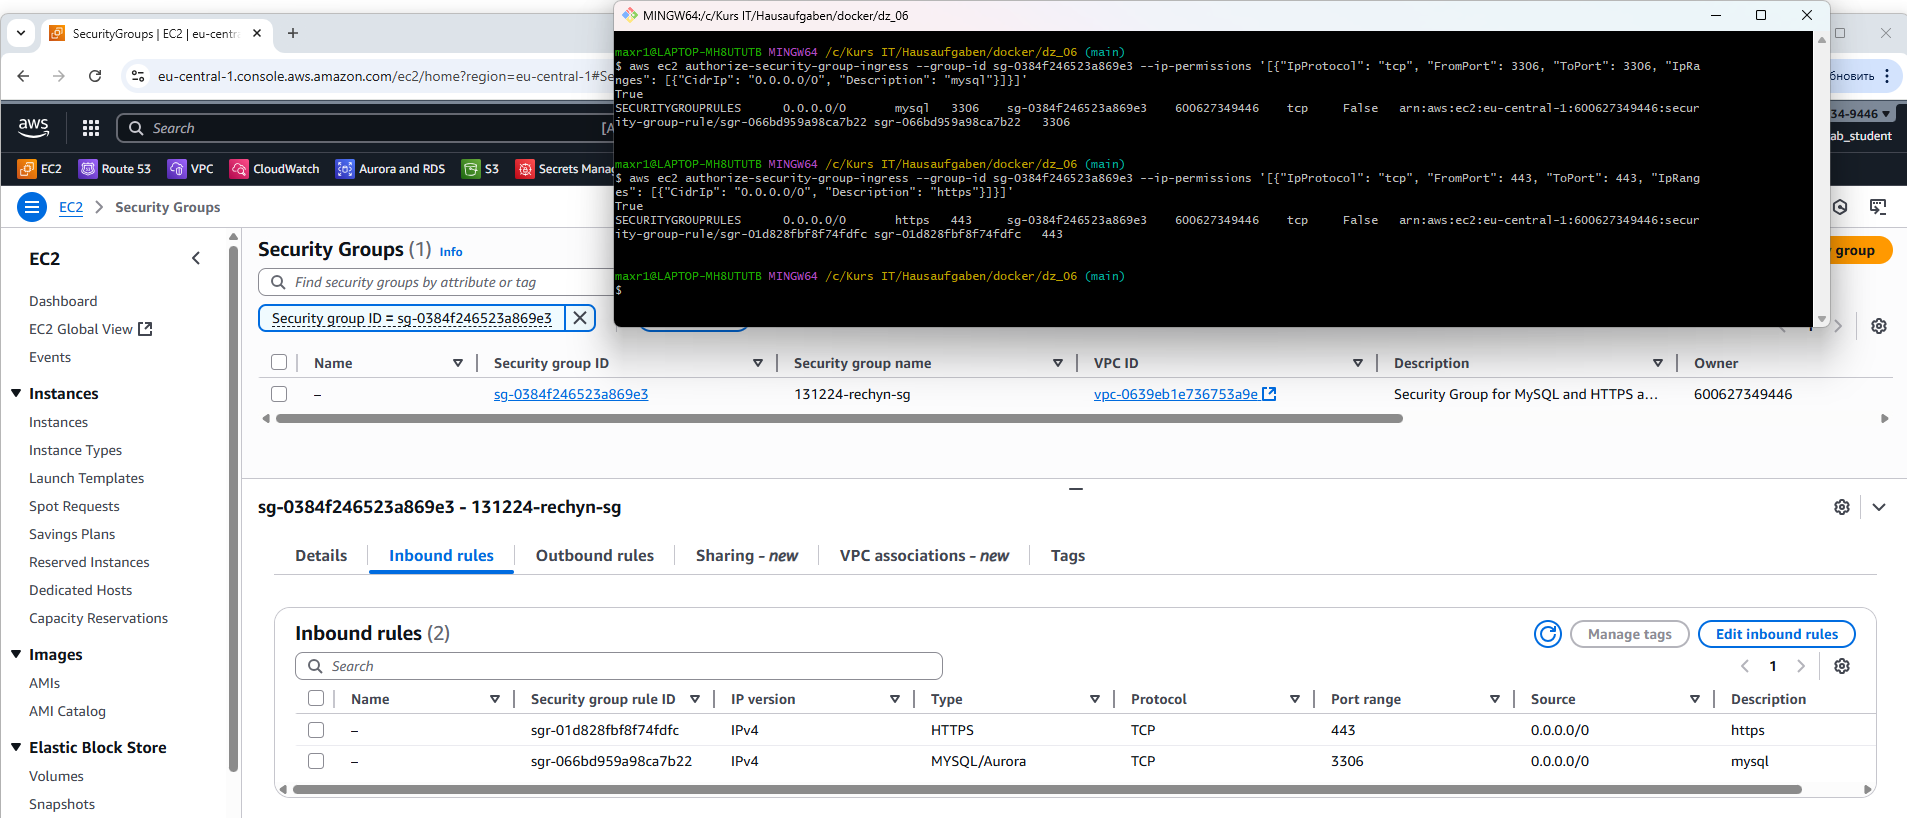 SecurityGroups | EC2 | eu-centra
eu-central-1.console.aws.amazon.com/ec2/home?region=eu-central-1#Se
бновить
MINGW64:/c/Kurs IT/Hausaufgaben/docker/dz_06
maxr1@LAPTOP-MH8UTUTB MINGW64 /c/Kurs IT/Hausaufgaben/docker/dz_06 (main)
$ aws ec2 authorize-security-group-ingress --group-id sg-0384f246523a869e3 --ip-permissions '[{"IpProtocol": "tcp", "FromPort": 3306, "ToPort": 3306, "IpRa
nges": [{"CidrIp": "0.0.0.0/0", "Description": "mysql"}]}]'
True
SECURITYGROUPRULES 0.0.0.0/0 mysql 3306 sg-0384f246523a869e3 600627349446 tcp False arn:aws:ec2:eu-central-1:600627349446:secur
ity-group-rule/sgr-066bd959a98ca7b22 sgr-066bd959a98ca7b22 3306
maxr1@LAPTOP-MH8UTUTB MINGW64 /c/Kurs IT/Hausaufgaben/docker/dz_06 (main)
$ aws ec2 authorize-security-group-ingress --group-id sg-0384f246523a869e3 --ip-permissions '[{"IpProtocol": "tcp", "FromPort": 443, "ToPort": 443, "IpRang
es": [{"CidrIp": "0.0.0.0/0", "Description": "https"}]}]'
True
SECURITYGROUPRULES 0.0.0.0/0 https 443 sg-0384f246523a869e3 600627349446 tcp False arn:aws:ec2:eu-central-1:600627349446:secur
ity-group-rule/sgr-01d828fbf8f74fdfc sgr-01d828fbf8f74fdfc 443
maxr1@LAPTOP-MH8UTUTB MINGW64 /c/Kurs IT/Hausaufgaben/docker/dz_06 (main)
$
aws
Search
[A
34-9446
ab_student
EC2 Route 53 VPC CloudWatch Aurora and RDS S3 Secrets Manag
EC2 > Security Groups
EC2
Dashboard
EC2 Global View
Events
Instances
Instances
Instance Types
Launch Templates
Spot Requests
Savings Plans
Reserved Instances
Dedicated Hosts
Capacity Reservations
Images
AMIs
AMI Catalog
Elastic Block Store
Volumes
Snapshots
Security Groups (1) Info
group
Find security groups by attribute or tag
Security group ID = sg-0384f246523a869e3
1
Name Security group ID Security group name VPC ID Description Owner
– sg-0384f246523a869e3 131224-rechyn-sg vpc-0639eb1e736753a9e Security Group for MySQL and HTTPS a... 600627349446
sg-0384f246523a869e3 - 131224-rechyn-sg
Details Inbound rules Outbound rules Sharing - new VPC associations - new Tags
Inbound rules (2)
Manage tags
Edit inbound rules
Search
1
Name Security group rule ID IP version Type Protocol Port range Source Description
– sgr-01d828fbf8f74fdfc IPv4 HTTPS TCP 443 0.0.0.0/0 https
– sgr-066bd959a98ca7b22 IPv4 MYSQL/Aurora TCP 3306 0.0.0.0/0 mysql